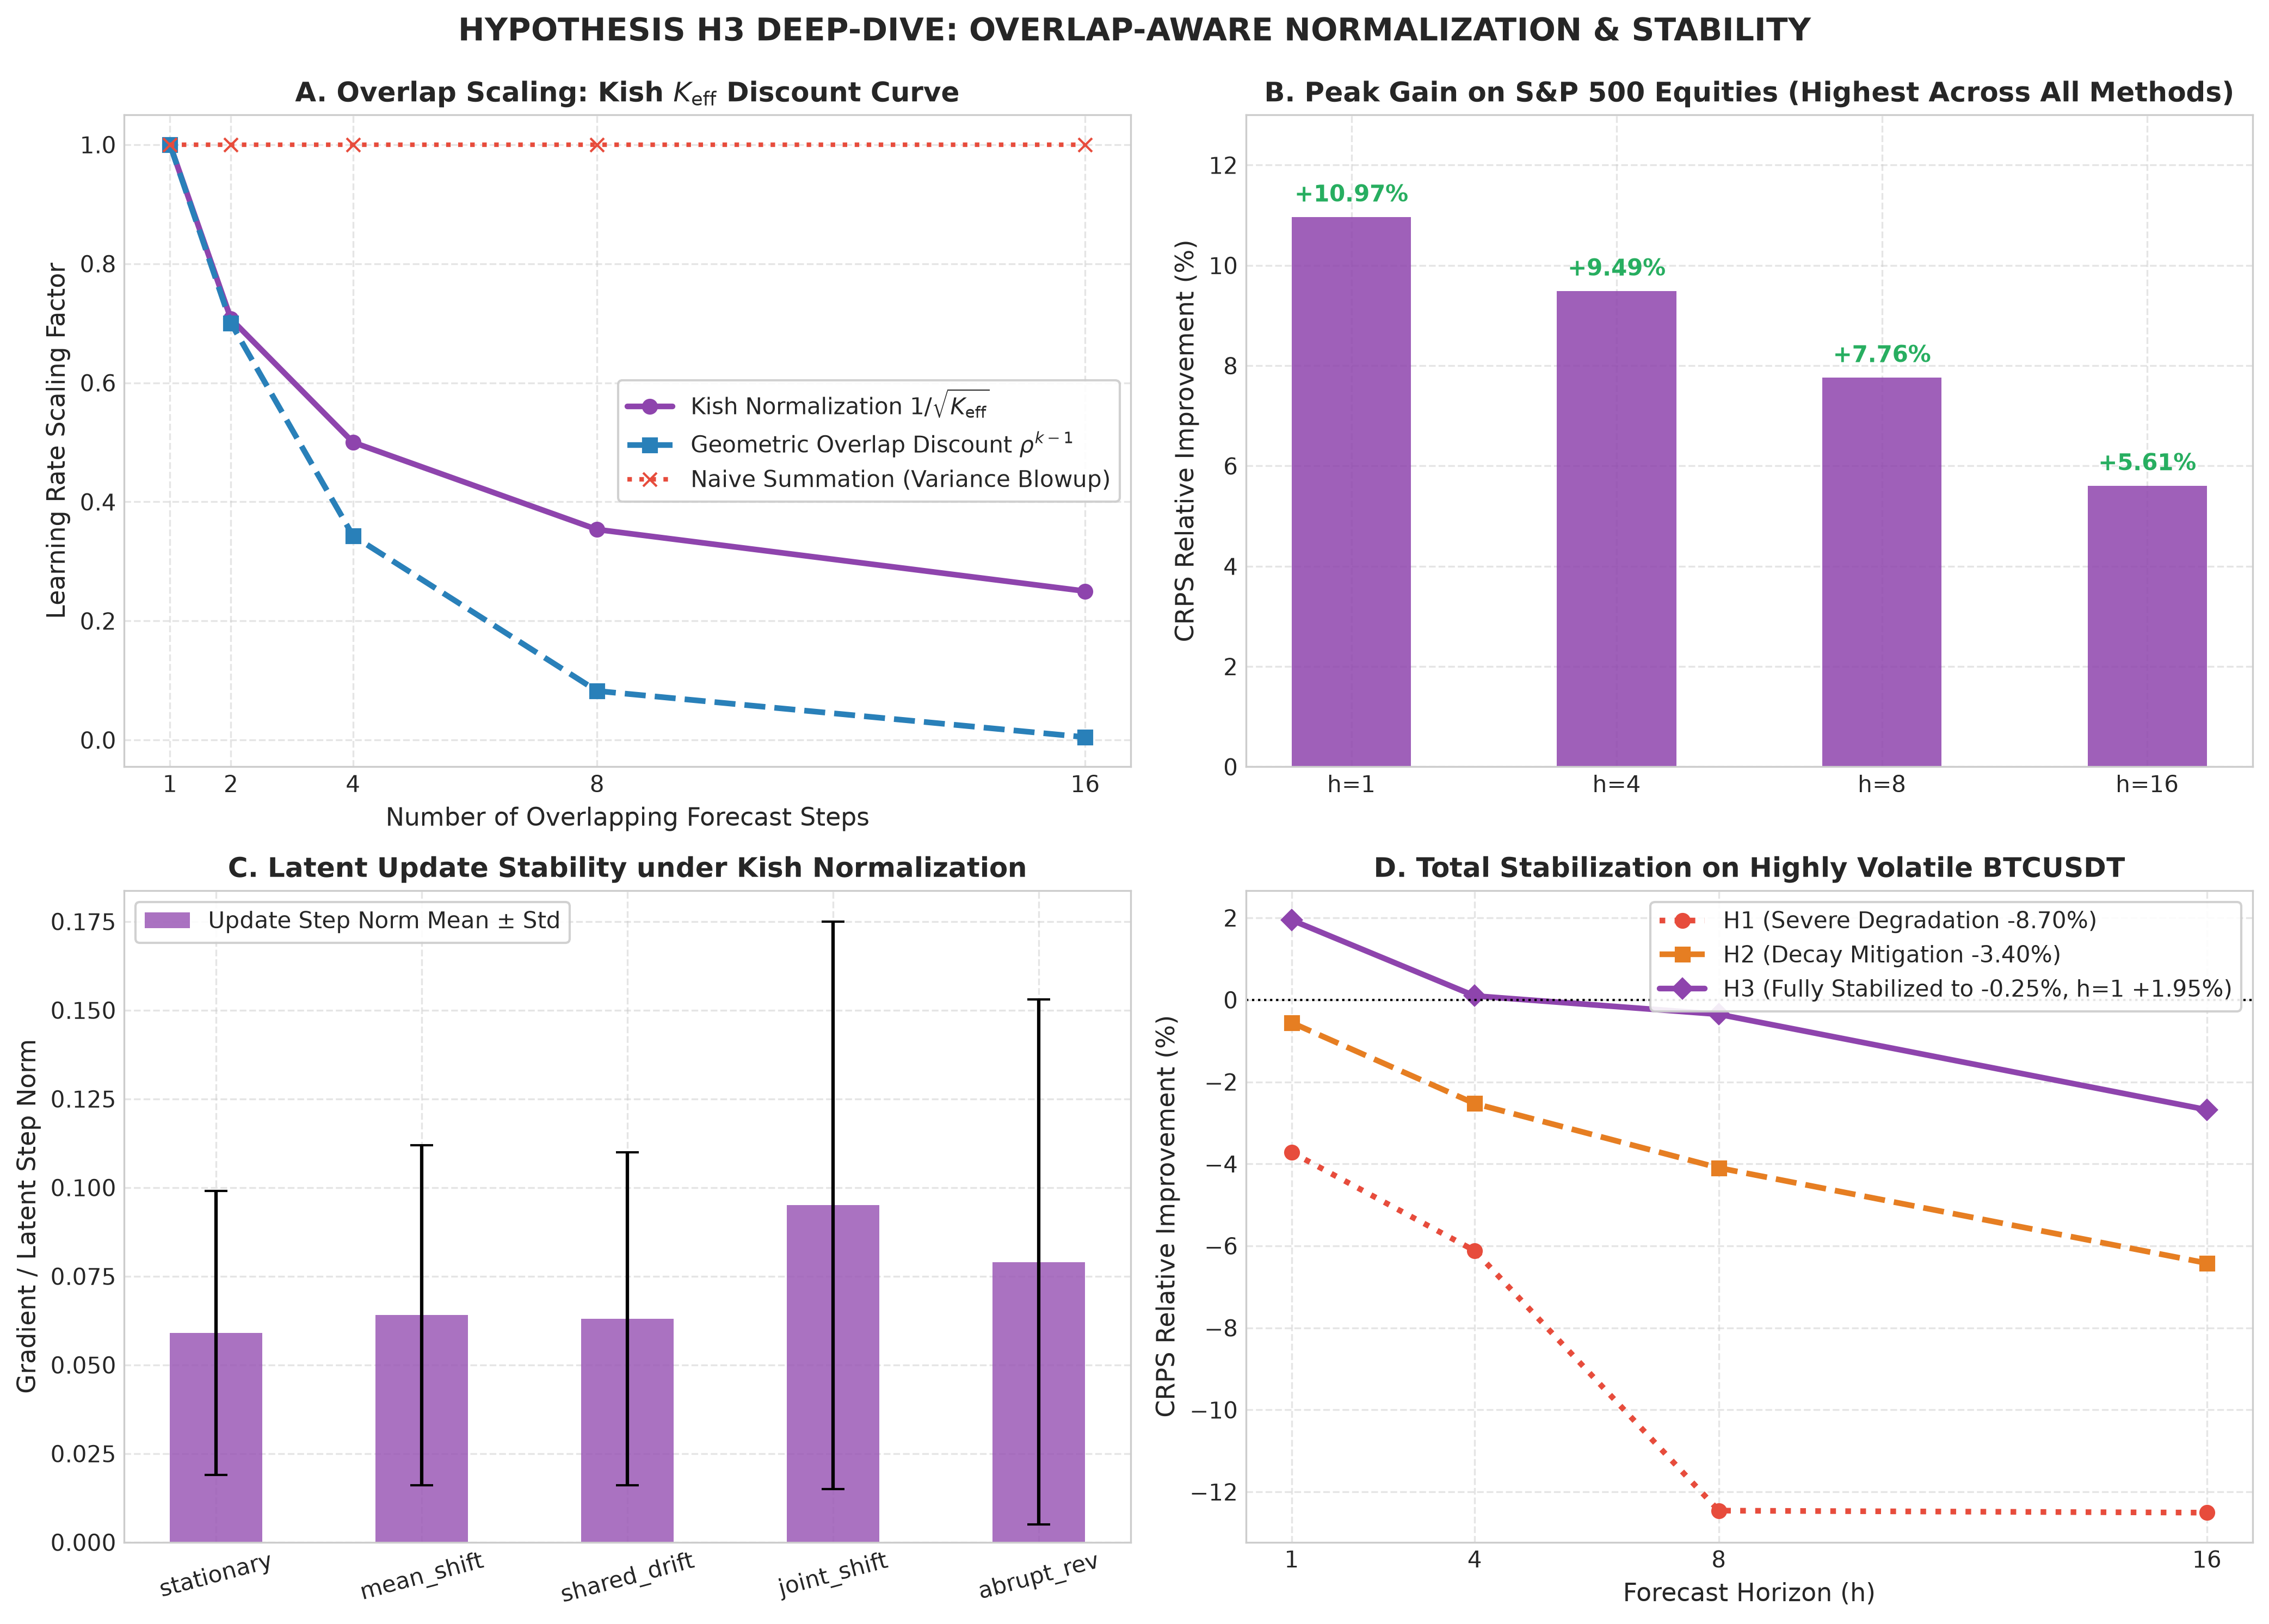 HYPOTHESIS H3 DEEP-DIVE: OVERLAP-AWARE NORMALIZATION & STABILITY
A. Overlap Scaling: Kish K_eff Discount Curve
Learning Rate Scaling Factor
1.0
0.8
0.6
0.4
0.2
0.0
Kish Normalization 1/√K_eff
Geometric Overlap Discount ρ^{k−1}
Naive Summation (Variance Blowup)
1 2 4 8 16
Number of Overlapping Forecast Steps
B. Peak Gain on S&P 500 Equities (Highest Across All Methods)
CRPS Relative Improvement (%)
12
10
8
6
4
2
0
+10.97%
+9.49%
+7.76%
+5.61%
h=1 h=4 h=8 h=16
C. Latent Update Stability under Kish Normalization
Update Step Norm Mean ± Std
Gradient / Latent Step Norm
0.175
0.150
0.125
0.100
0.075
0.050
0.025
0.000
stationary mean_shift shared_drift joint_shift abrupt_rev
D. Total Stabilization on Highly Volatile BTCUSDT
H1 (Severe Degradation -8.70%)
H2 (Decay Mitigation -3.40%)
H3 (Fully Stabilized to -0.25%, h=1 +1.95%)
CRPS Relative Improvement (%)
2
0
−2
−4
−6
−8
−10
−12
1 4 8 16
Forecast Horizon (h)